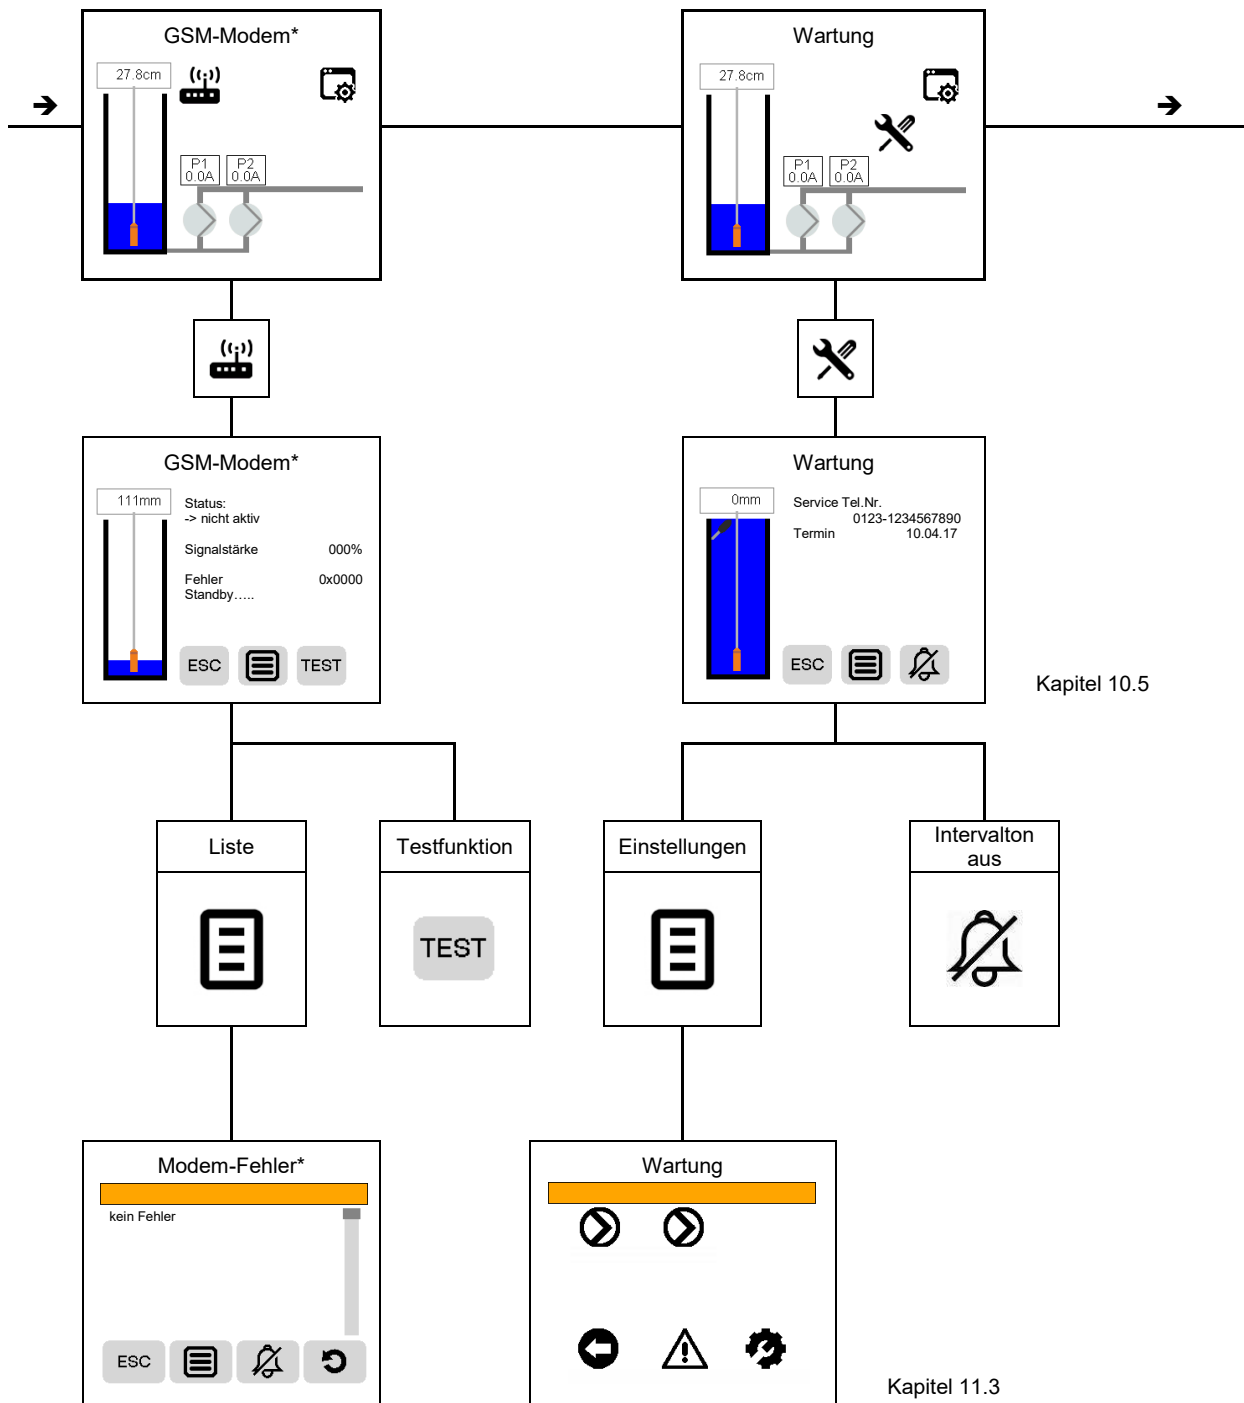 GSM-Modem*
27.8cm
P1
0.0A
P2
0.0A
Wartung
27.8cm
P1
0.0A
P2
0.0A
GSM-Modem*
111mm
Status:
-> nicht aktiv
Signalstärke 000%
Fehler 0x0000
Standby.....
ESC
TEST
Wartung
0mm
Service Tel.Nr.
0123-1234567890
Termin 10.04.17
ESC
Kapitel 10.5
Liste
Testfunktion
TEST
Einstellungen
Intervalton
aus
Modem-Fehler*
kein Fehler
ESC
Wartung
Kapitel 11.3